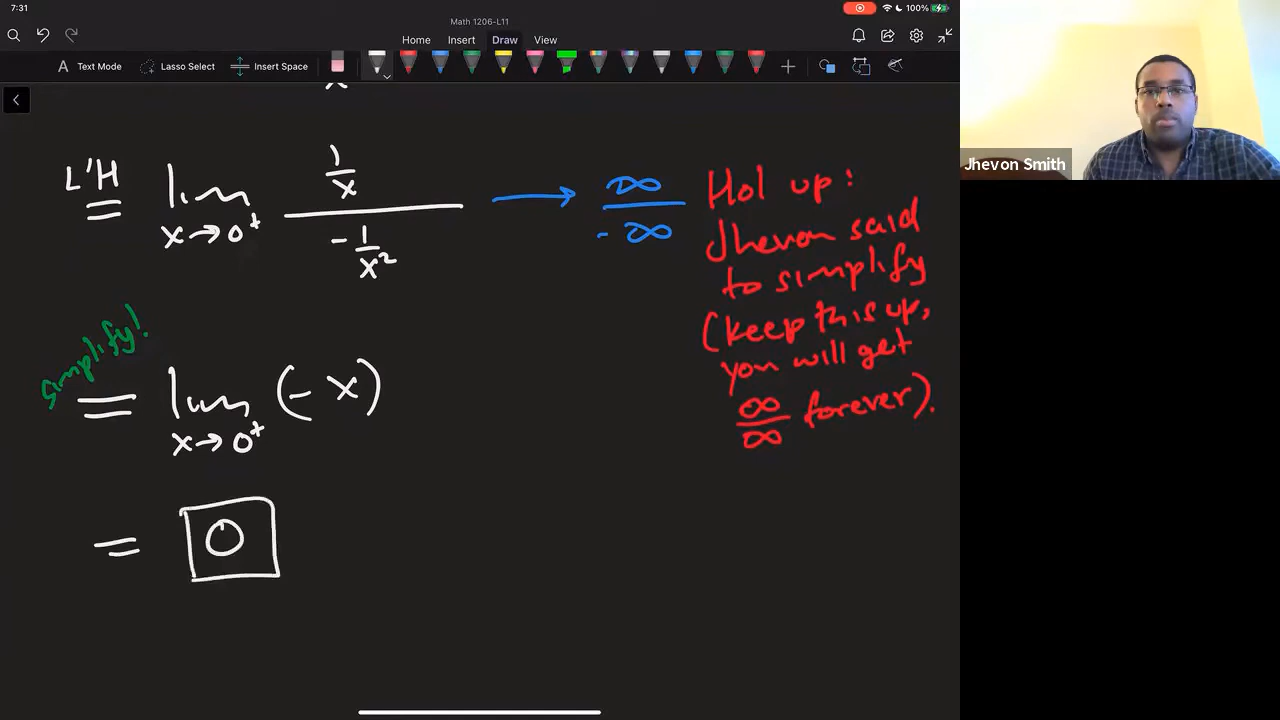 7:31
100%
Math 1206-L11
Home Insert Draw View
Text Mode Lasso Select Insert Space
x
L'H = lim x→0⁺ (1/x)/(-1/x²) → ∞/-∞
Hol up:
Jhevon said
to simplify
(keep this up,
you will get
∞/∞ forever).
Simplify!
= lim x→0⁺ (-x)
= 0
Jhevon Smith